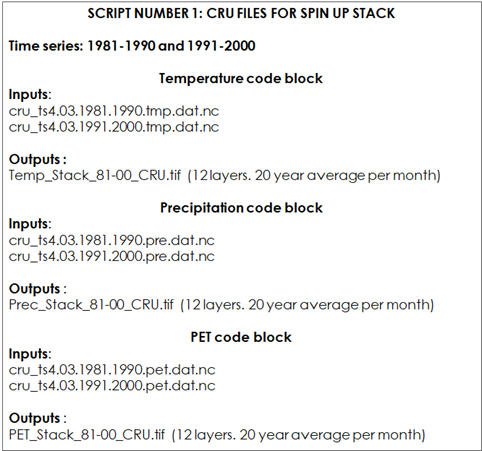 SCRIPT NUMBER 1: CRU FILES FOR SPIN UP STACK
Time series: 1981-1990 and 1991-2000
Temperature code block
Inputs:
cru_ts4.03.1981.1990.tmp.dat.nc
cru_ts4.03.1991.2000.tmp.dat.nc
Outputs :
Temp_Stack_81-00_CRU.tif (12 layers. 20 year average per month)
Precipitation code block
Inputs:
cru_ts4.03.1981.1990.pre.dat.nc
cru_ts4.03.1991.2000.pre.dat.nc
Outputs :
Prec_Stack_81-00_CRU.tif (12 layers. 20 year average per month)
PET code block
Inputs:
cru_ts4.03.1981.1990.pet.dat.nc
cru_ts4.03.1991.2000.pet.dat.nc
Outputs :
PET_Stack_81-00_CRU.tif (12 layers. 20 year average per month)